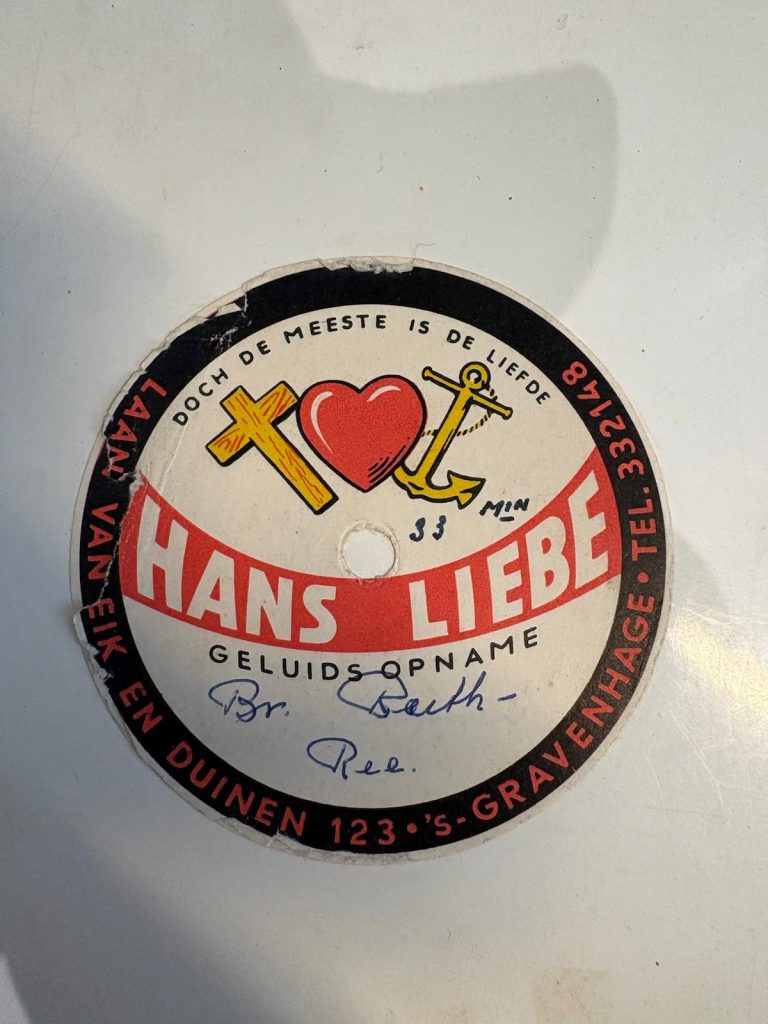 DOCH DE MEESTE IS DE LIEFDE
33 MIN
HANS LIEBE
GELUIDSOPNAME
Br. Barth-
Ree.
LAAN VAN EIK EN DUINEN 123 • 's-GRAVENHAGE • TEL. 332148